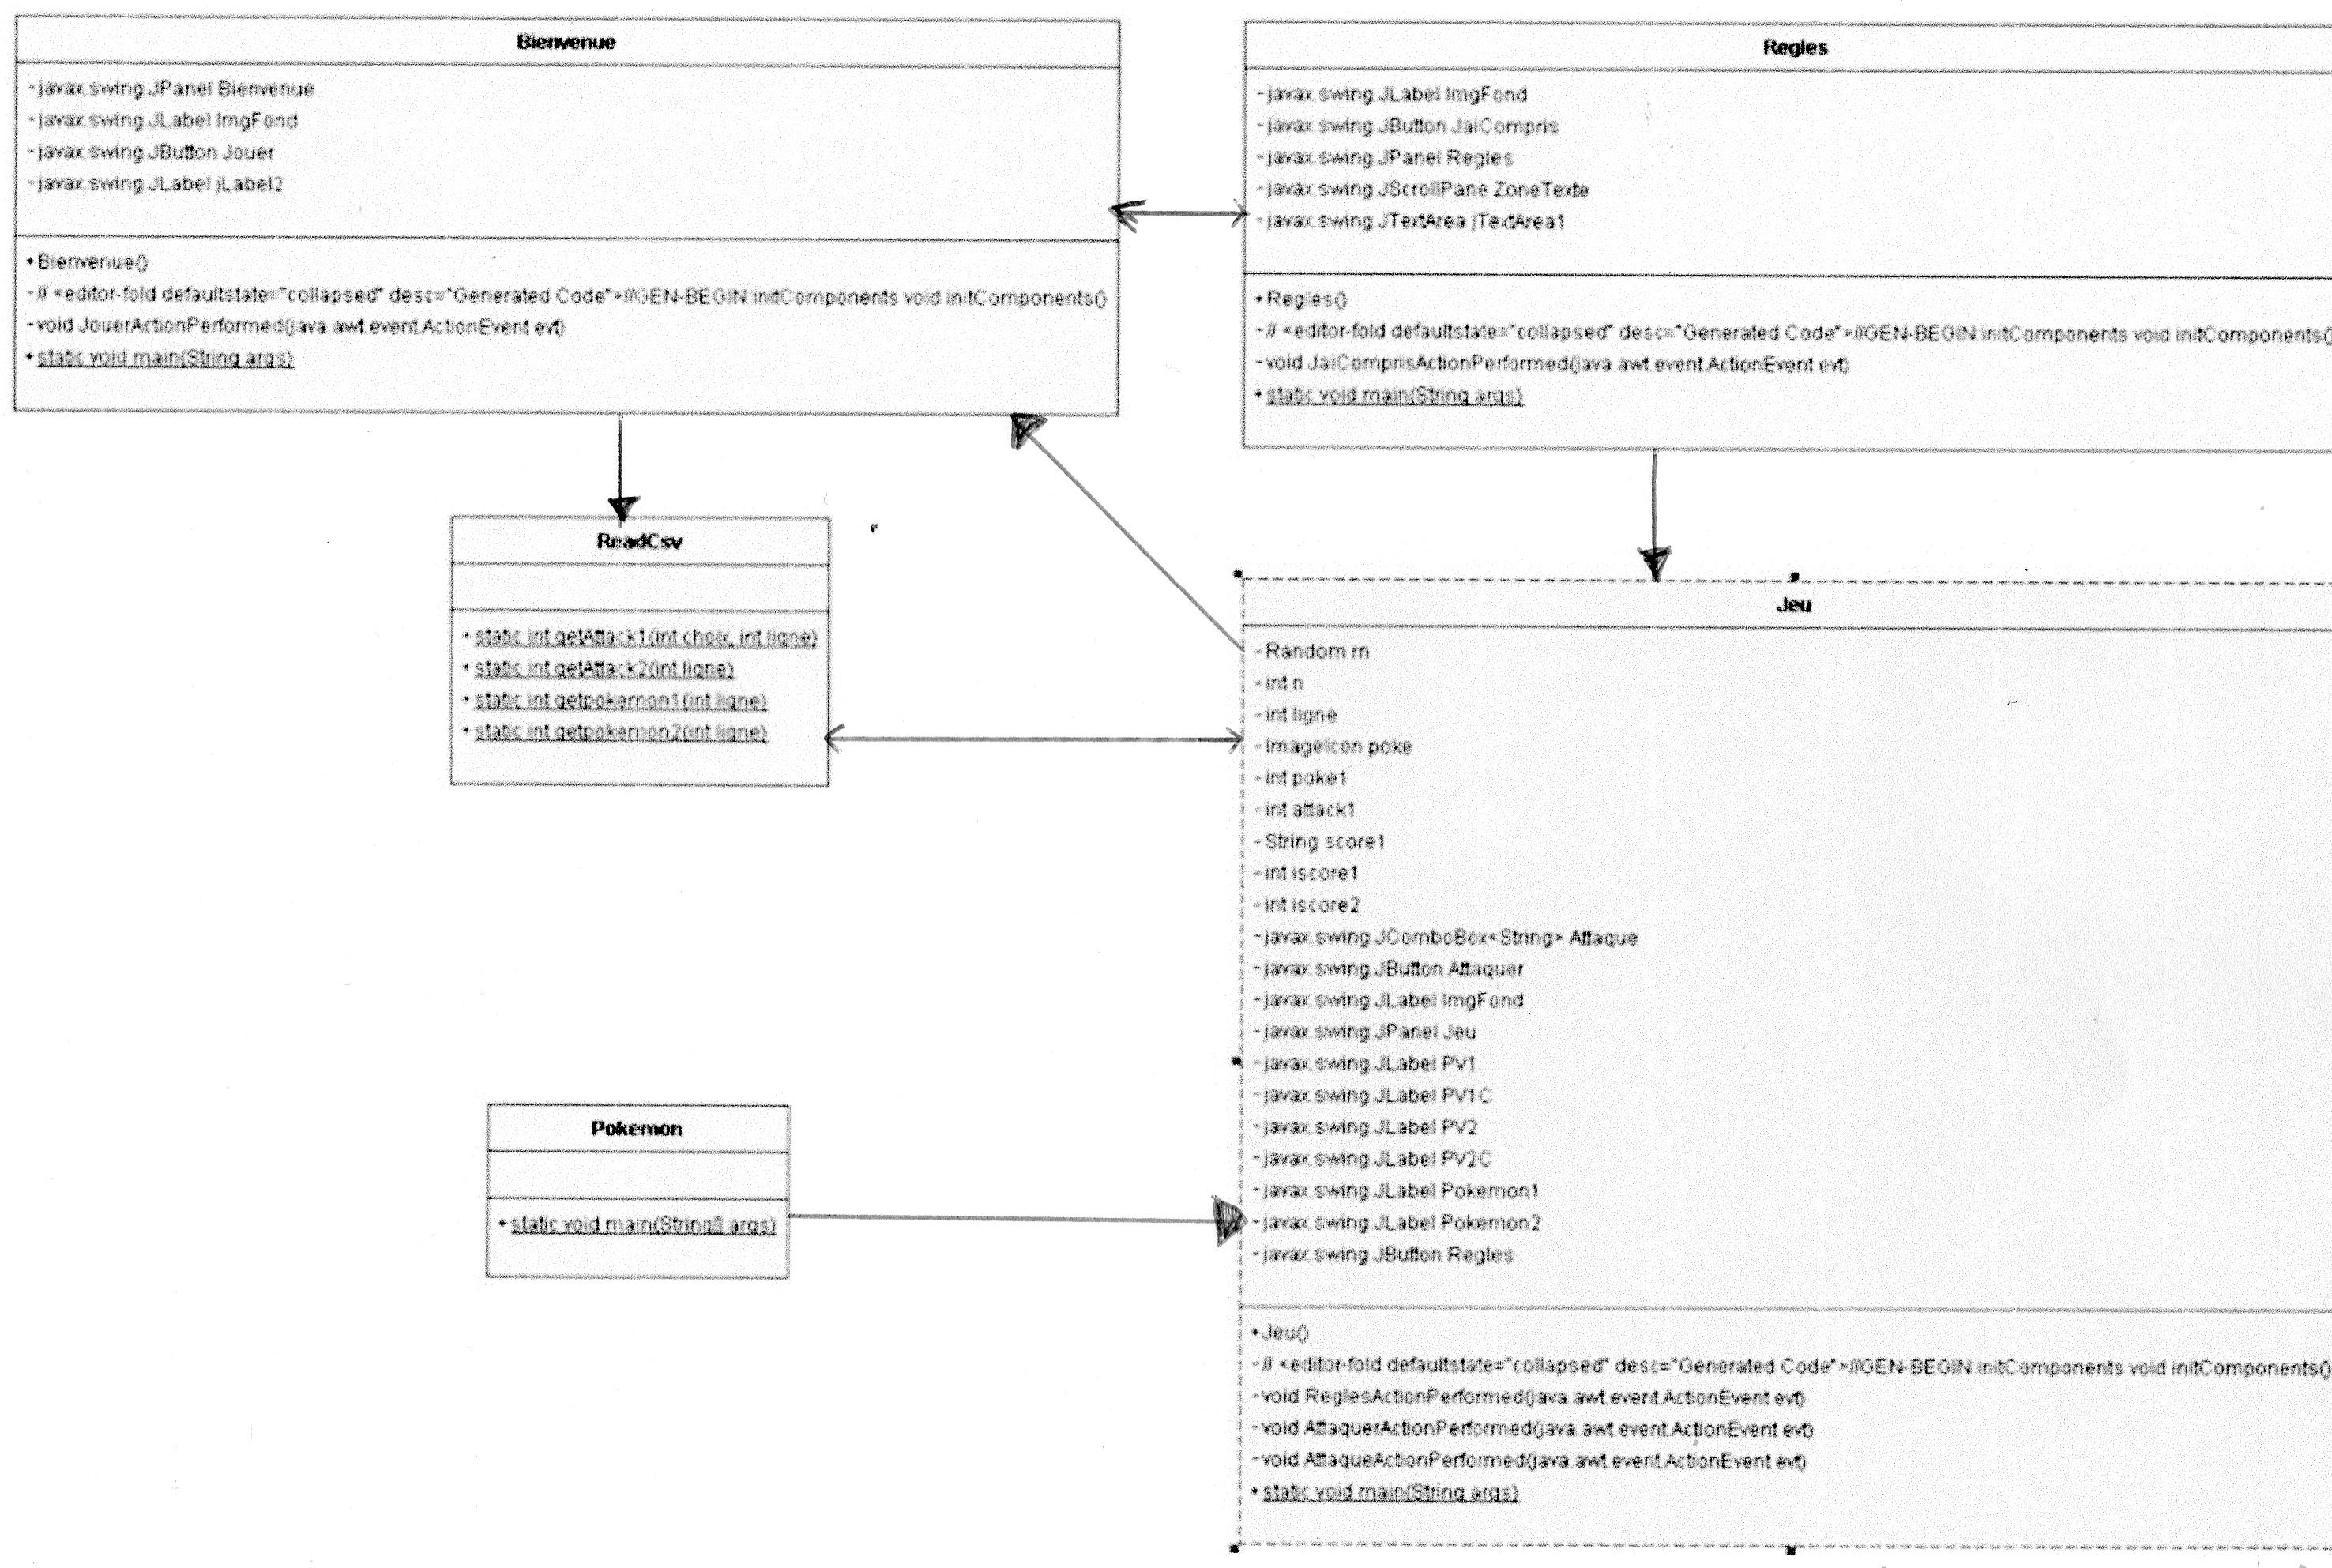 Bienvenue
-javax.swing.JPanel Bienvenue
-javax.swing.JLabel ImgFond
-javax.swing.JButton Jouer
-javax.swing.JLabel jLabel2
+Bienvenue()
-// <editor-fold defaultstate="collapsed" desc="Generated Code">//GEN-BEGIN:initComponents void initComponents()
-void JouerActionPerformed(java.awt.event.ActionEvent evt)
+static void main(String args)
Regles
-javax.swing.JLabel ImgFond
-javax.swing.JButton JaiCompris
-javax.swing.JPanel Regles
-javax.swing.JScrollPane ZoneTexte
-javax.swing.JTextArea jTextArea1
+Regles()
-// <editor-fold defaultstate="collapsed" desc="Generated Code">//GEN-BEGIN:initComponents void initComponents()
-void JaiComprisActionPerformed(java.awt.event.ActionEvent evt)
+static void main(String args)
ReadCsv
+static int getAttack1(int choix, int ligne)
+static int getAttack2(int ligne)
+static int getpokemon1(int ligne)
+static int getpokemon2(int ligne)
Jeu
-Random rn
-int n
-int ligne
-ImageIcon poke
-int poke1
-int attack1
-String score1
-int iscore1
-int iscore2
-javax.swing.JComboBox<String> Attaque
-javax.swing.JButton Attaquer
-javax.swing.JLabel ImgFond
-javax.swing.JPanel Jeu
-javax.swing.JLabel PV1
-javax.swing.JLabel PV1C
-javax.swing.JLabel PV2
-javax.swing.JLabel PV2C
-javax.swing.JLabel Pokemon1
-javax.swing.JLabel Pokemon2
-javax.swing.JButton Regles
+Jeu()
-// <editor-fold defaultstate="collapsed" desc="Generated Code">//GEN-BEGIN:initComponents void initComponents()
-void ReglesActionPerformed(java.awt.event.ActionEvent evt)
-void AttaquerActionPerformed(java.awt.event.ActionEvent evt)
-void AttaqueActionPerformed(java.awt.event.ActionEvent evt)
+static void main(String args)
Pokemon
+static void main(String[] args)